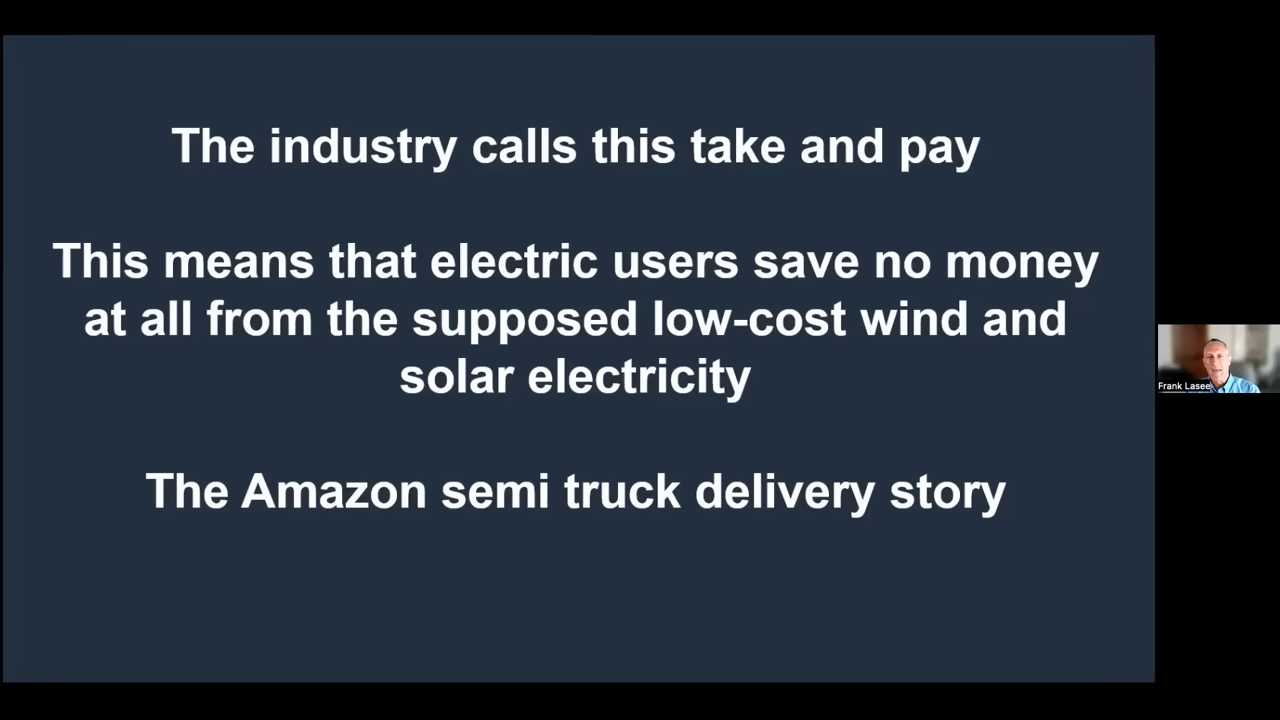 The industry calls this take and pay
This means that electric users save no money
at all from the supposed low-cost wind and
solar electricity
The Amazon semi truck delivery story
Frank Lasee